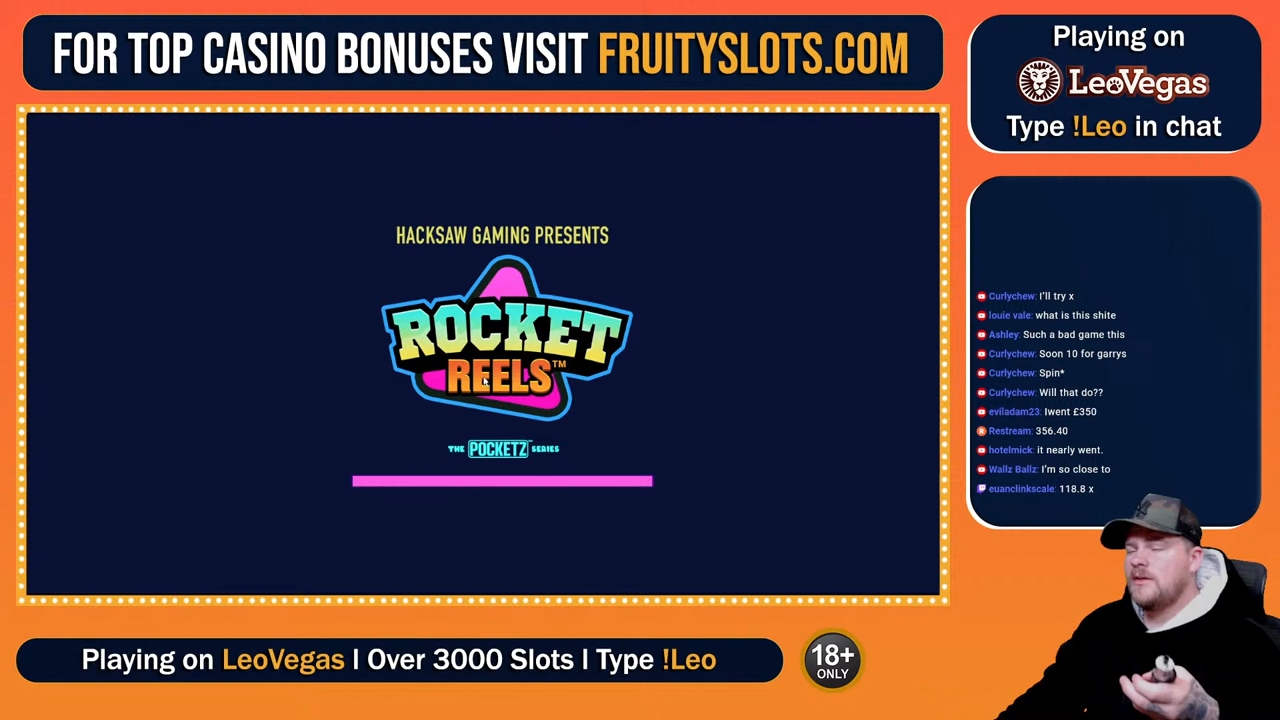 FOR TOP CASINO BONUSES VISIT FRUITYSLOTS.COM
Playing on
LeoVegas
Type !Leo in chat
HACKSAW GAMING PRESENTS
ROCKET
REELS™
THE POCKETZ™ SERIES
Curlychew: I'll try x
louie vale: what is this shite
Ashley: Such a bad game this
Curlychew: Soon 10 for garrys
Curlychew: Spin*
Curlychew: Will that do??
eviladam23: Iwent £350
Restream: 356.40
hotelmick: it nearly went.
Wallz Ballz: I'm so close to
euanclinkscale: 118.8 x
Playing on LeoVegas | Over 3000 Slots | Type !Leo
18+
ONLY